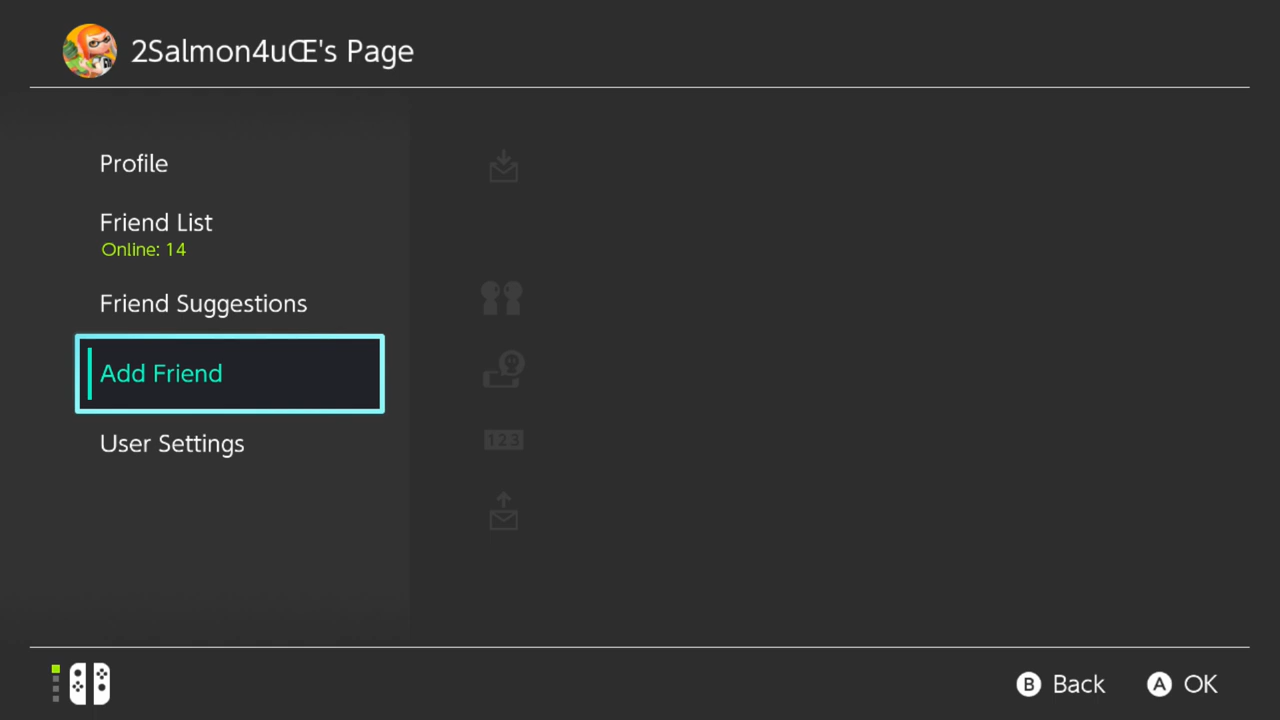 2Salmon4uŒ's Page
Profile
Friend List
Online: 14
Friend Suggestions
Add Friend
User Settings
123
B Back
A OK